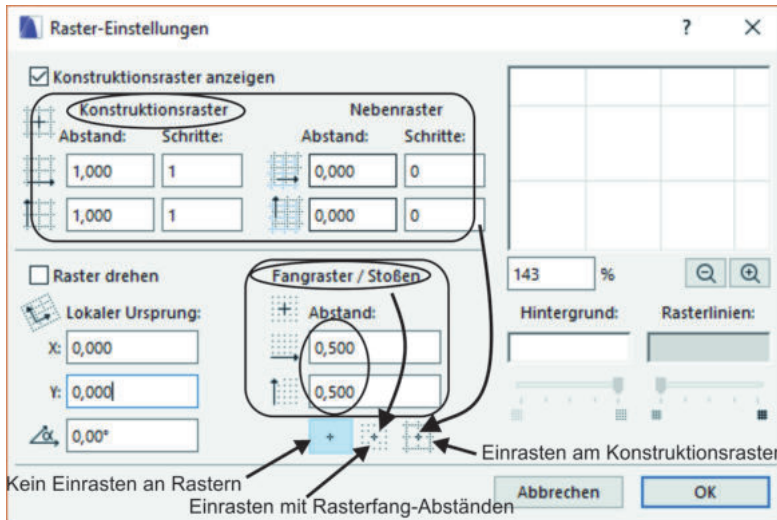 Raster-Einstellungen ? ×
Konstruktionsraster anzeigen
Konstruktionsraster Nebenraster
Abstand: Schritte: Abstand: Schritte:
1,000 1 0,000 0
1,000 1 0,000 0
Raster drehen Fangraster / Stoßen 143 %
Lokaler Ursprung: Abstand: Hintergrund: Rasterlinien:
X: 0,000 0,500
Y: 0,000 0,500
α 0,00°
Kein Einrasten an Rastern Einrasten am Konstruktionsraster
Einrasten mit Rasterfang-Abständen
Abbrechen OK